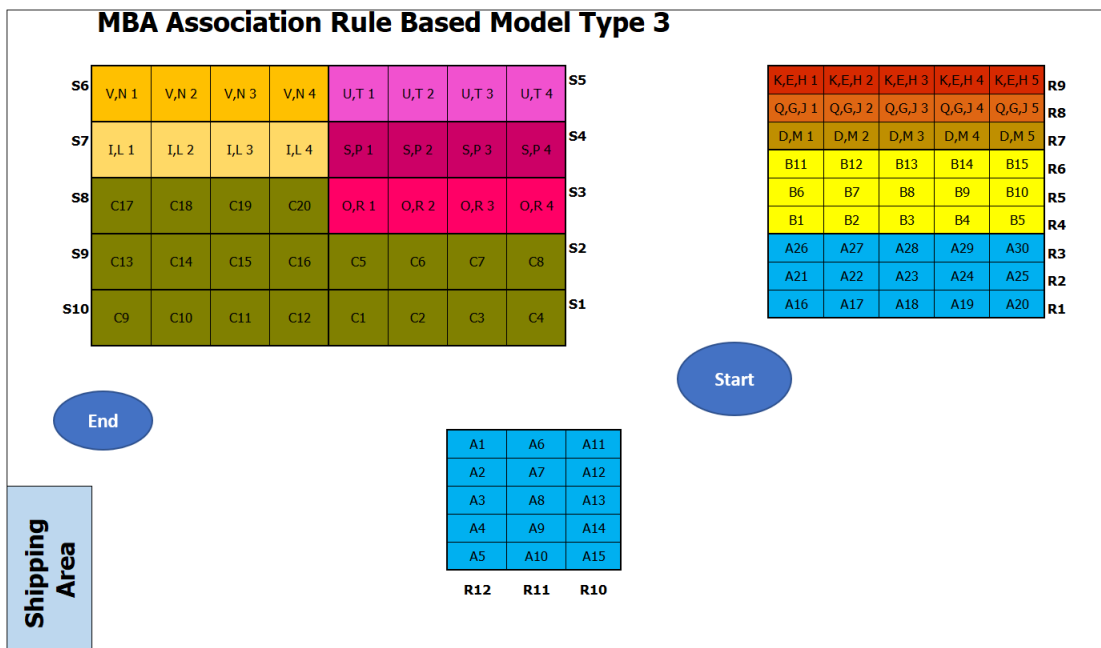 MBA Association Rule Based Model Type 3
S6 V,N 1 V,N 2 V,N 3 V,N 4 U,T 1 U,T 2 U,T 3 U,T 4 S5
S7 I,L 1 I,L 2 I,L 3 I,L 4 S,P 1 S,P 2 S,P 3 S,P 4 S4
S8 C17 C18 C19 C20 O,R 1 O,R 2 O,R 3 O,R 4 S3
S9 C13 C14 C15 C16 C5 C6 C7 C8 S2
S10 C9 C10 C11 C12 C1 C2 C3 C4 S1
K,E,H 1 K,E,H 2 K,E,H 3 K,E,H 4 K,E,H 5 R9
Q,G,J 1 Q,G,J 2 Q,G,J 3 Q,G,J 4 Q,G,J 5 R8
D,M 1 D,M 2 D,M 3 D,M 4 D,M 5 R7
B11 B12 B13 B14 B15 R6
B6 B7 B8 B9 B10 R5
B1 B2 B3 B4 B5 R4
A26 A27 A28 A29 A30 R3
A21 A22 A23 A24 A25 R2
A16 A17 A18 A19 A20 R1
Start
End
A1 A6 A11
A2 A7 A12
A3 A8 A13
A4 A9 A14
A5 A10 A15
R12 R11 R10
Shipping
Area